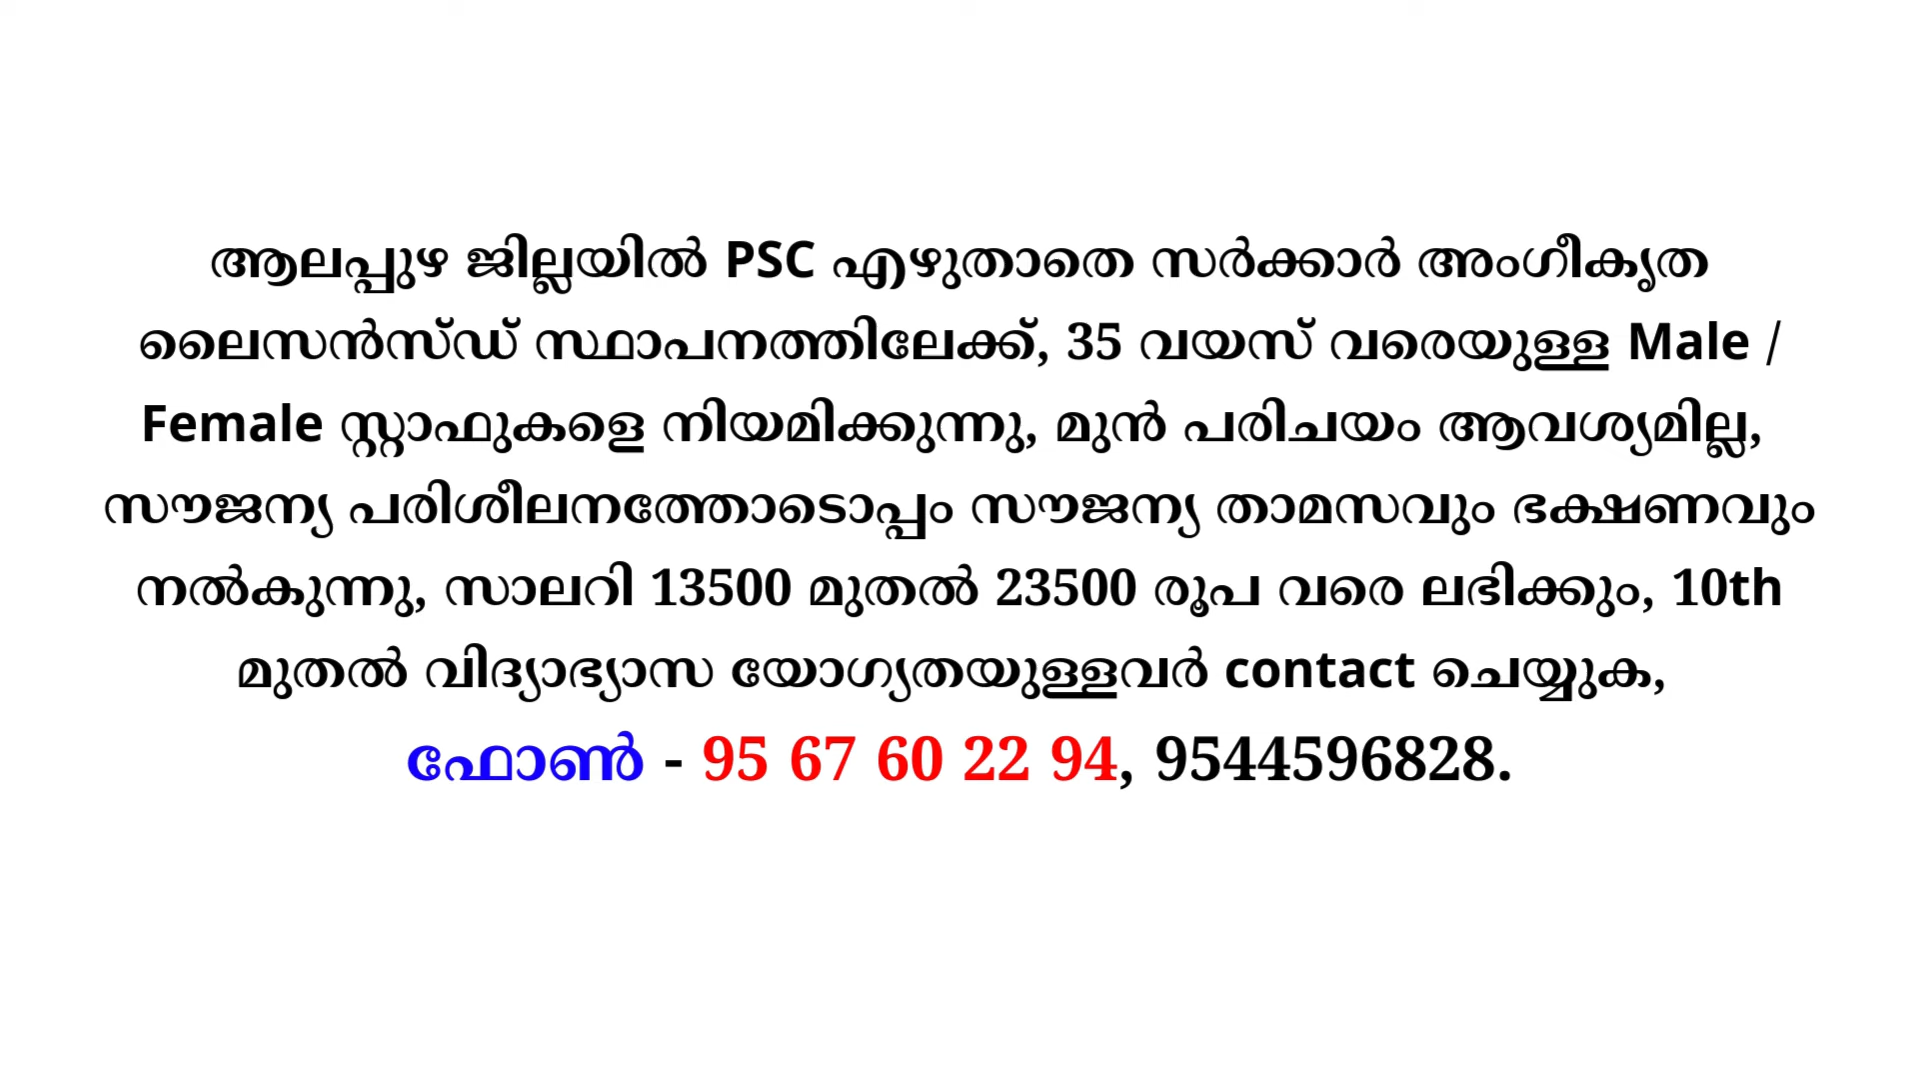 ആലപ്പുഴ ജില്ലയിൽ PSC എഴുതാതെ സർക്കാർ അംഗീകൃത
ലൈസൻസ്ഡ് സ്ഥാപനത്തിലേക്ക്, 35 വയസ് വരെയുള്ള Male /
Female സ്റ്റാഫുകളെ നിയമിക്കുന്നു, മുൻ പരിചയം ആവശ്യമില്ല,
സൗജന്യ പരിശീലനത്തോടൊപ്പം സൗജന്യ താമസവും ഭക്ഷണവും
നൽകുന്നു, സാലറി 13500 മുതൽ 23500 രൂപ വരെ ലഭിക്കും, 10th
മുതൽ വിദ്യാഭ്യാസ യോഗ്യതയുള്ളവർ contact ചെയ്യുക,
ഫോൺ - 95 67 60 22 94, 9544596828.